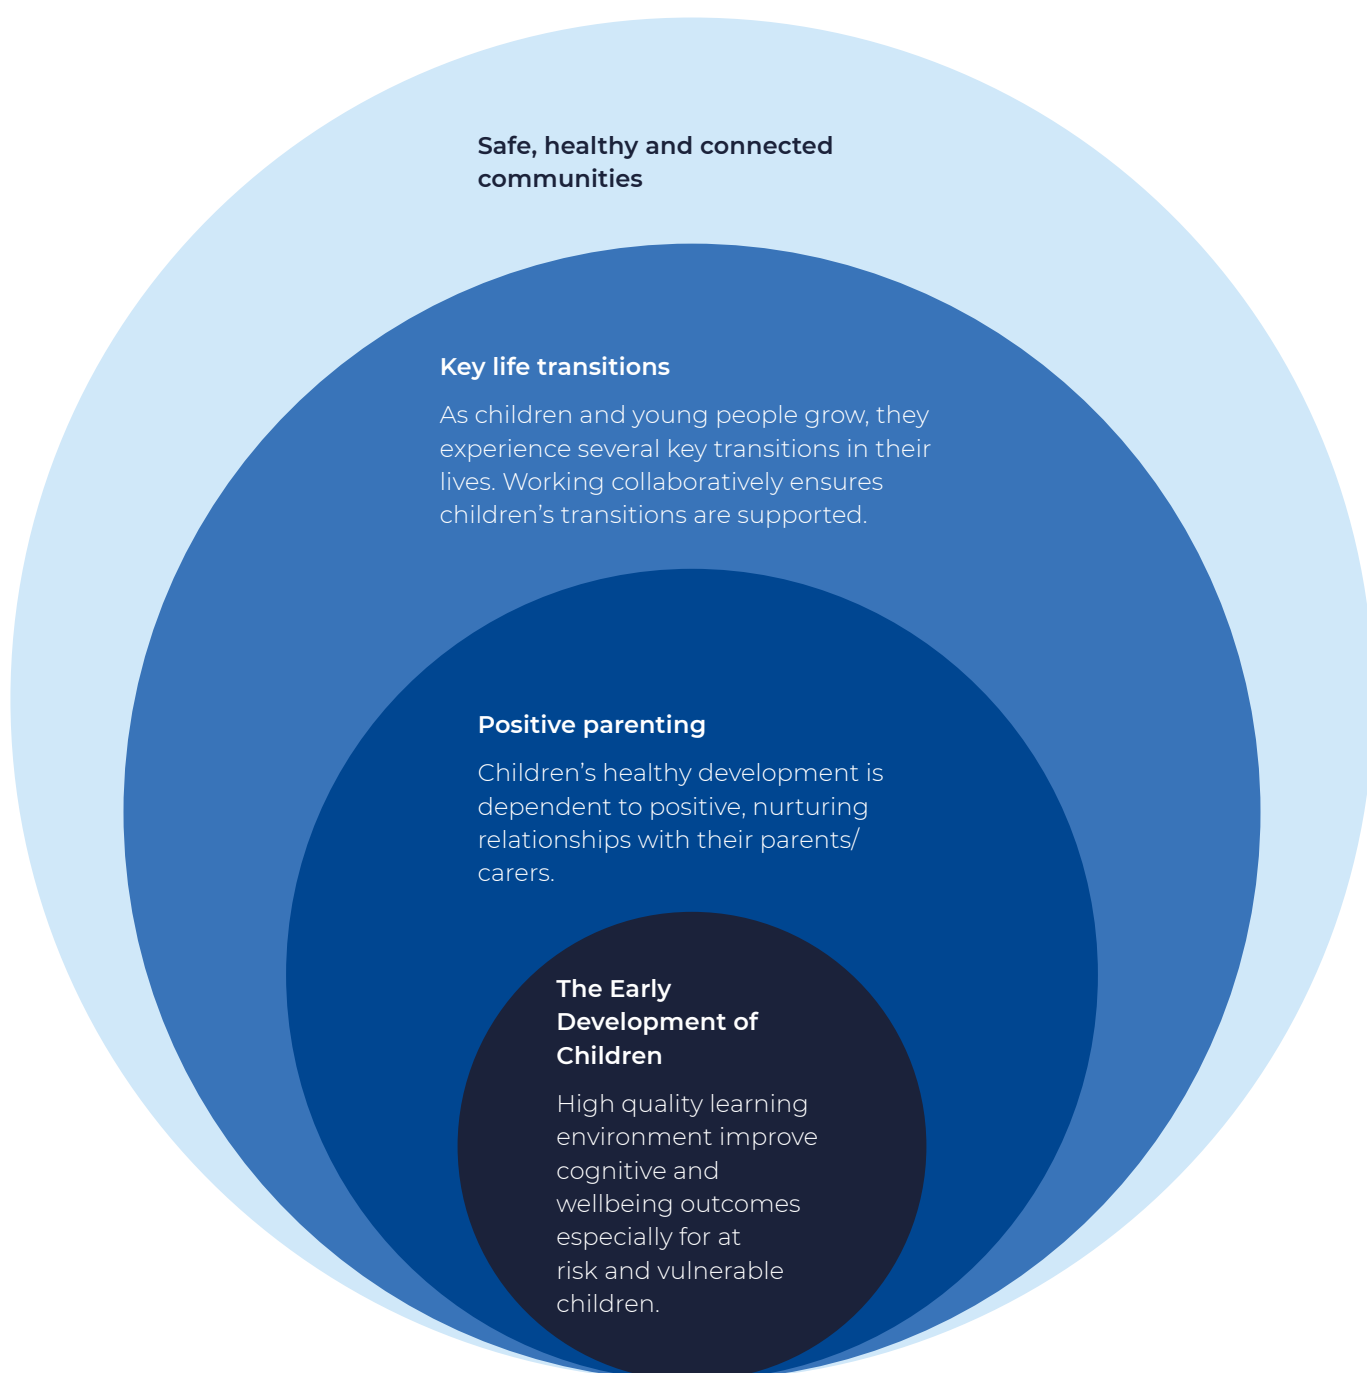 Safe, healthy and connected
communities
Key life transitions
As children and young people grow, they
experience several key transitions in their
lives. Working collaboratively ensures
children’s transitions are supported.
Positive parenting
Children’s healthy development is
dependent to positive, nurturing
relationships with their parents/
carers.
The Early
Development of
Children
High quality learning
environment improve
cognitive and
wellbeing outcomes
especially for at
risk and vulnerable
children.